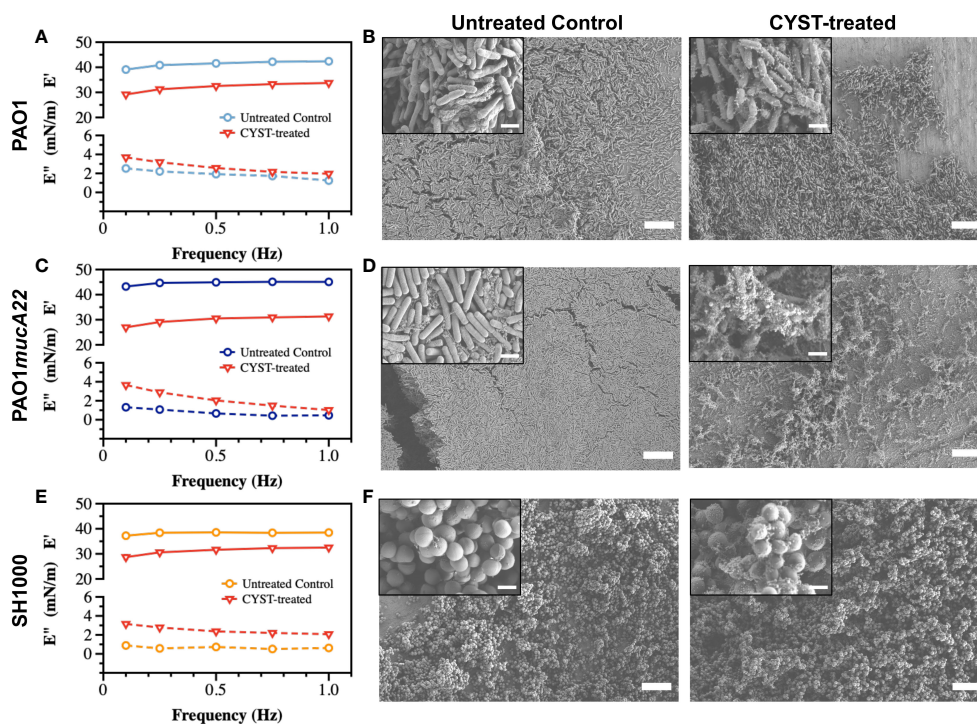 Untreated Control
CYST-treated
PAO1
A
50
40
30
20
6
4
2
0
E" (mN/m) E'
Untreated Control
CYST-treated
0
0.5
1.0
Frequency (Hz)
B
PAO1mucA22
C
50
40
30
20
6
4
2
0
E" (mN/m) E'
Untreated Control
CYST-treated
0
0.5
1.0
Frequency (Hz)
D
SH1000
E
50
40
30
20
6
4
2
0
E" (mN/m) E'
Untreated Control
CYST-treated
0
0.5
1.0
Frequency (Hz)
F